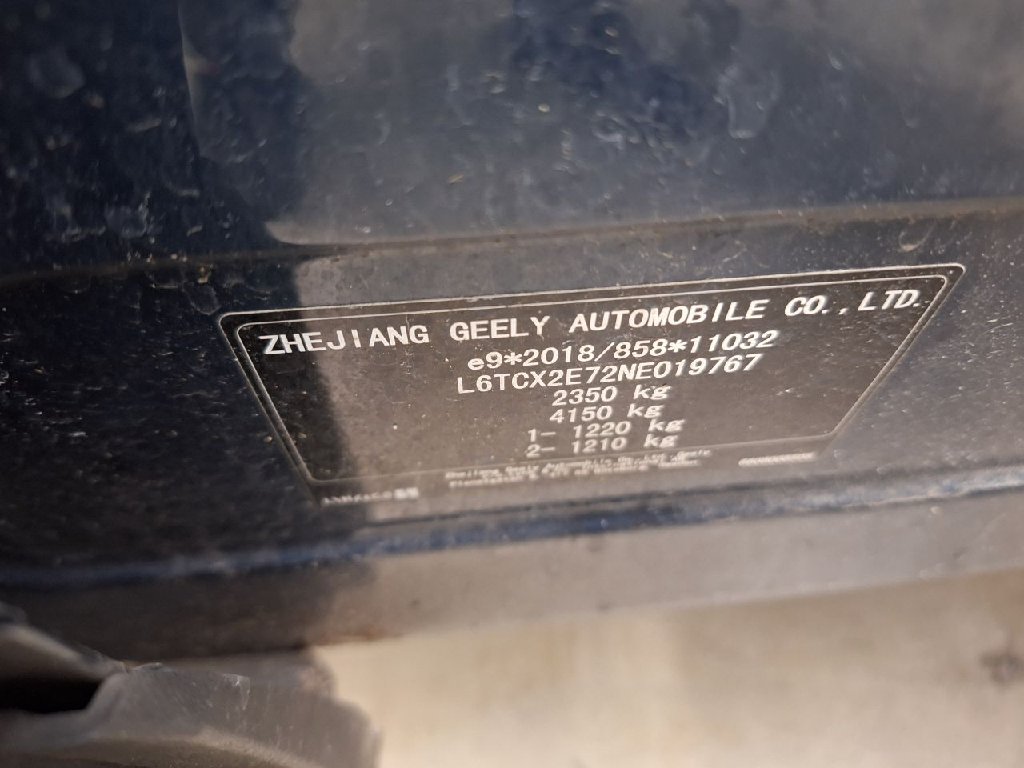 ZHEJIANG GEELY AUTOMOBILE CO.,LTD.
e9*2018/858*11032
L6TCX2E72NE019767
2350 kg
4150 kg
1- 1220 kg
2- 1210 kg